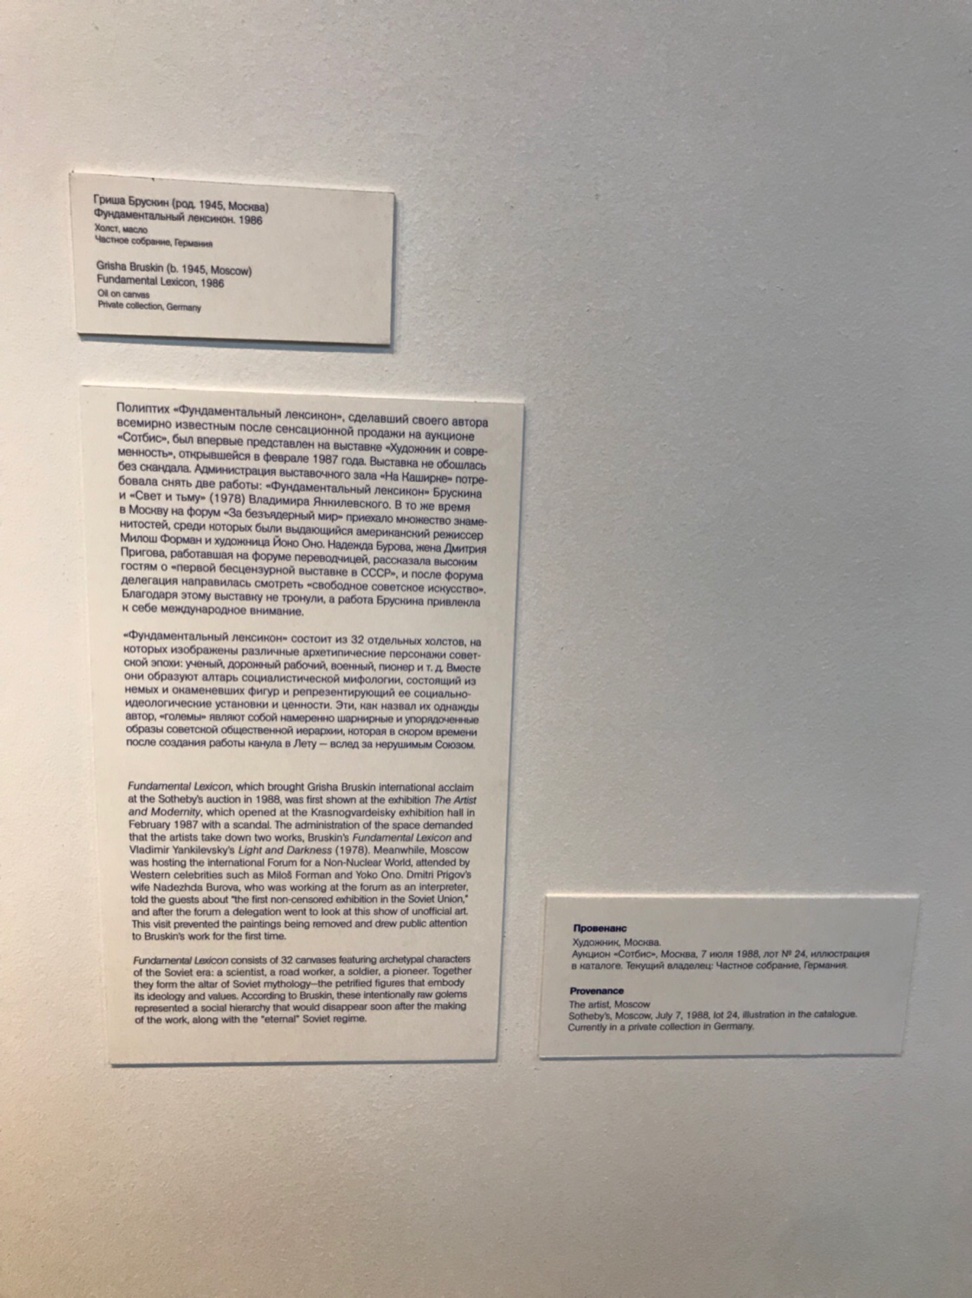 Гриша Брускин (род. 1945, Москва)
Фундаментальный лексикон. 1986
Холст, масло
Частное собрание, Германия
Grisha Bruskin (b. 1945, Moscow)
Fundamental Lexicon, 1986
Oil on canvas
Private collection, Germany
Полиптих «Фундаментальный лексикон», сделавший своего автора
всемирно известным после сенсационной продажи на аукционе
«Сотбис», был впервые представлен на выставке «Художник и совре-
менность», открывшейся в феврале 1987 года. Выставка не обошлась
без скандала. Администрация выставочного зала «На Каширке» потре-
бовала снять две работы: «Фундаментальный лексикон» Брускина
и «Свет и тьму» (1978) Владимира Янкилевского. В то же время
в Москву на форум «За безъядерный мир» приехало множество знаме-
нитостей, среди которых были выдающийся американский режиссер
Милош Форман и художница Йоко Оно. Надежда Бурова, жена Дмитрия
Пригова, работавшая на форуме переводчицей, рассказала высоким
гостям о «первой бесцензурной выставке в СССР», и после форума
делегация направилась смотреть «свободное советское искусство».
Благодаря этому выставку не тронули, а работа Брускина привлекла
к себе международное внимание.
«Фундаментальный лексикон» состоит из 32 отдельных холстов, на
которых изображены различные архетипические персонажи совет-
ской эпохи: ученый, дорожный рабочий, военный, пионер и т. д. Вместе
они образуют алтарь социалистической мифологии, состоящий из
немых и окаменевших фигур и репрезентирующий ее социально-
идеологические установки и ценности. Эти, как назвал их однажды
автор, «големы» являют собой намеренно шарнирные и упорядоченные
образы советской общественной иерархии, которая в скором времени
после создания работы канула в Лету — вслед за нерушимым Союзом.
Fundamental Lexicon, which brought Grisha Bruskin international acclaim
at the Sotheby's auction in 1988, was first shown at the exhibition The Artist
and Modernity, which opened at the Krasnogvardeisky exhibition hall in
February 1987 with a scandal. The administration of the space demanded
that the artists take down two works, Bruskin's Fundamental Lexicon and
Vladimir Yankilevsky's Light and Darkness (1978). Meanwhile, Moscow
was hosting the international Forum for a Non-Nuclear World, attended by
Western celebrities such as Miloš Forman and Yoko Ono. Dmitri Prigov's
wife Nadezhda Burova, who was working at the forum as an interpreter,
told the guests about "the first non-censored exhibition in the Soviet Union,"
and after the forum a delegation went to look at this show of unofficial art.
This visit prevented the paintings being removed and drew public attention
to Bruskin's work for the first time.
Fundamental Lexicon consists of 32 canvases featuring archetypal characters
of the Soviet era: a scientist, a road worker, a soldier, a pioneer. Together
they form the altar of Soviet mythology—the petrified figures that embody
its ideology and values. According to Bruskin, these intentionally raw golems
represented a social hierarchy that would disappear soon after the making
of the work, along with the "eternal" Soviet regime.
Провенанс
Художник, Москва.
Аукцион «Сотбис», Москва, 7 июля 1988, лот № 24, иллюстрация
в каталоге. Текущий владелец: Частное собрание, Германия.
Provenance
The artist, Moscow
Sotheby's, Moscow, July 7, 1988, lot 24, illustration in the catalogue.
Currently in a private collection in Germany.